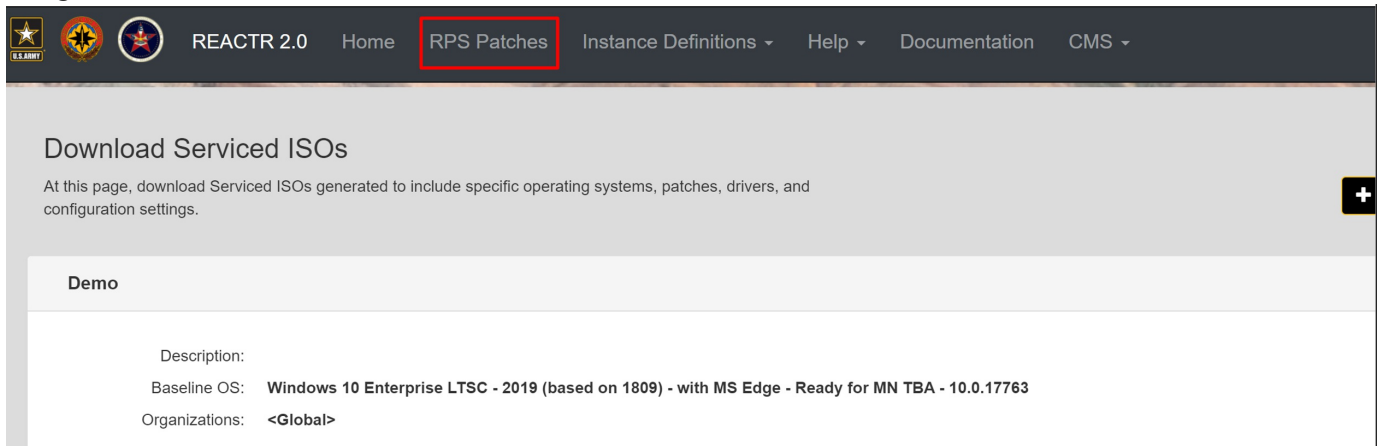 U.S.ARMY REACTR 2.0 Home RPS Patches Instance Definitions Help Documentation CMS
Download Serviced ISOs
At this page, download Serviced ISOs generated to include specific operating systems, patches, drivers, and
configuration settings.
Demo
Description:
Baseline OS: Windows 10 Enterprise LTSC - 2019 (based on 1809) - with MS Edge - Ready for MN TBA - 10.0.17763
Organizations: <Global>